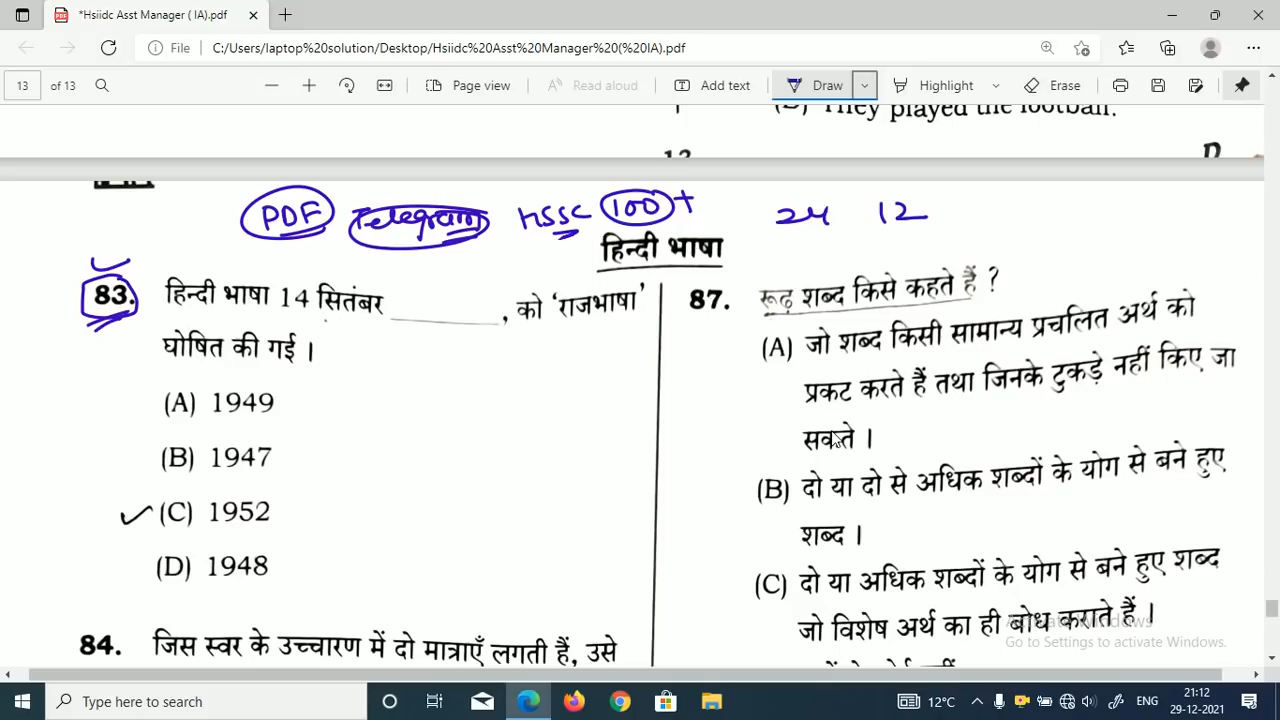 *Hsiidc Asst Manager ( IA).pdf
File C:/Users/laptop%20solution/Desktop/Hsiidc%20Asst%20Manager%20(%20IA).pdf
13 of 13
Page view
Read aloud
Add text
Draw
Highlight
Erase
They played the football.
PDF Telegram HSSC 100+ 24 12
हिन्दी भाषा
83. हिन्दी भाषा 14 सितंबर ________, को 'राजभाषा'
घोषित की गई ।
(A) 1949
(B) 1947
(C) 1952
(D) 1948
84. जिस स्वर के उच्चारण में दो मात्राएँ लगती हैं, उसे
87. रूढ़ शब्द किसे कहते हैं ?
(A) जो शब्द किसी सामान्य प्रचलित अर्थ को
प्रकट करते हैं तथा जिनके टुकड़े नहीं किए जा
सकते ।
(B) दो या दो से अधिक शब्दों के योग से बने हुए
शब्द ।
(C) दो या अधिक शब्दों के योग से बने हुए शब्द
जो विशेष अर्थ का ही बोध कराते हैं ।
Activate Windows
Go to Settings to activate Windows.
Type here to search
12°C
ENG
21:12
29-12-2021